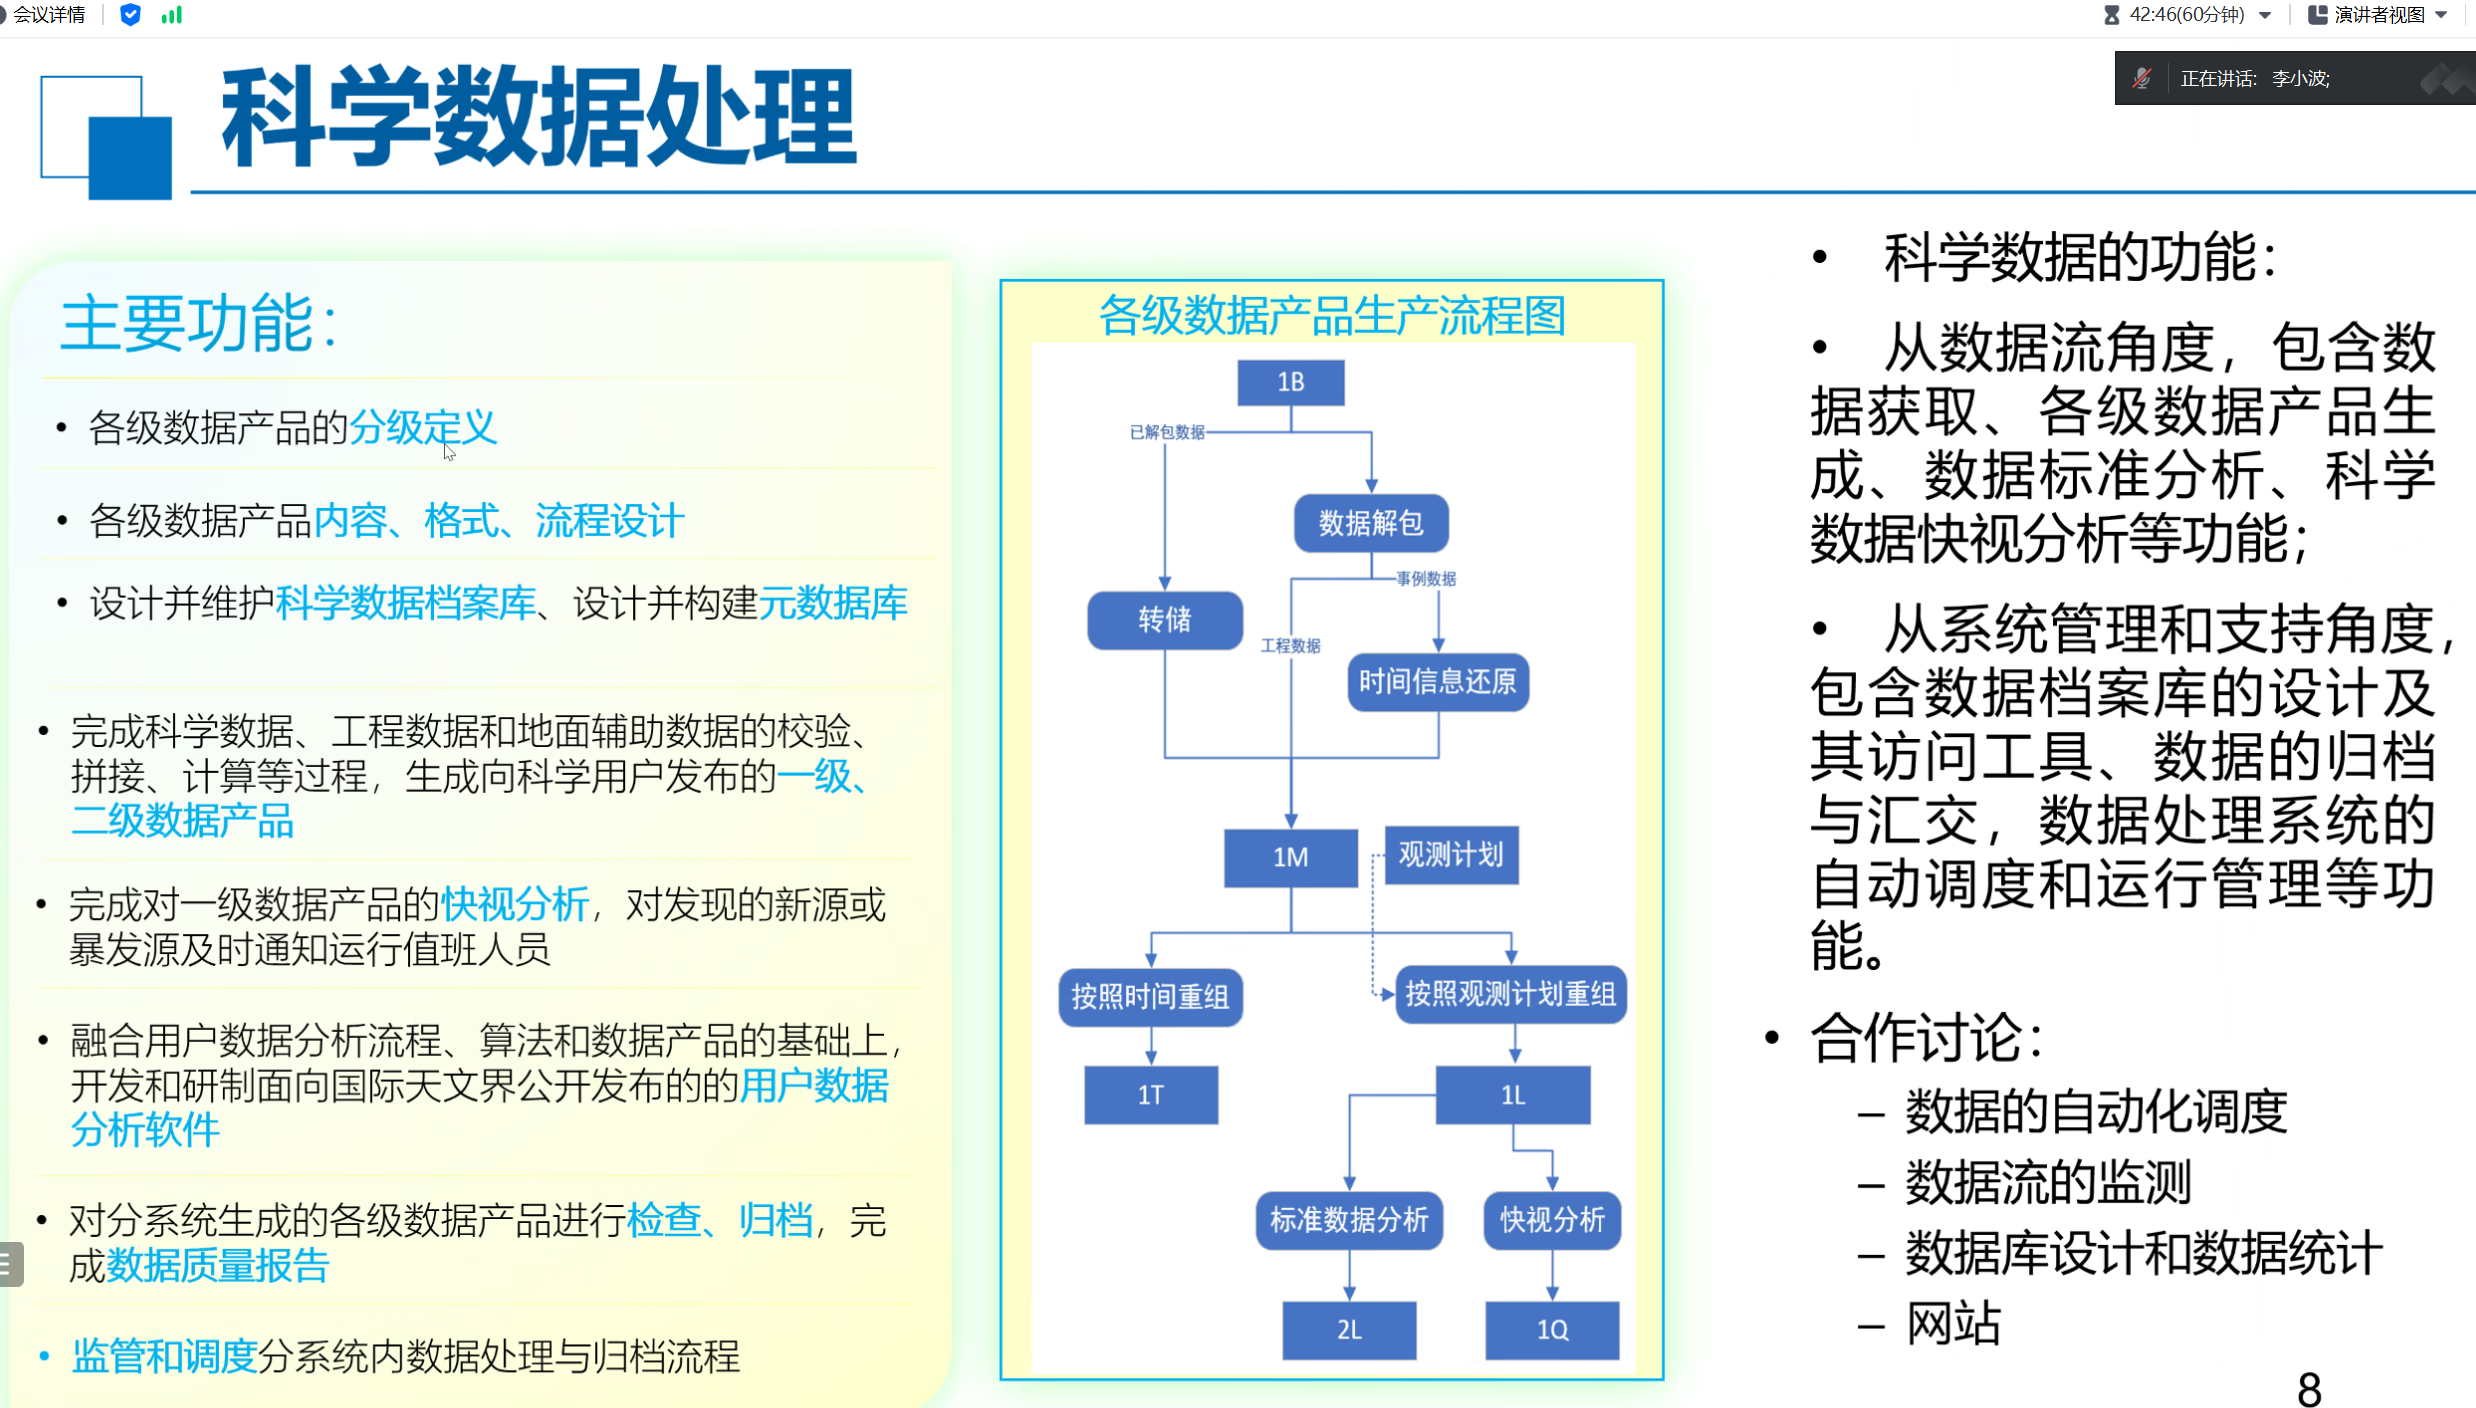 会议详情
42:46(60分钟)
演讲者视图
正在讲话: 李小波;
科学数据处理
主要功能：
• 各级数据产品的分级定义
• 各级数据产品内容、格式、流程设计
• 设计并维护科学数据档案库、设计并构建元数据库
• 完成科学数据、工程数据和地面辅助数据的校验、
拼接、计算等过程，生成向科学用户发布的一级、
二级数据产品
• 完成对一级数据产品的快视分析，对发现的新源或
暴发源及时通知运行值班人员
• 融合用户数据分析流程、算法和数据产品的基础上，
开发和研制面向国际天文界公开发布的的用户数据
分析软件
• 对分系统生成的各级数据产品进行检查、归档，完
成数据质量报告
• 监管和调度分系统内数据处理与归档流程
各级数据产品生产流程图
1B
已解包数据
数据解包
事例数据
转储
工程数据
时间信息还原
1M
观测计划
按照时间重组
按照观测计划重组
1T
1L
标准数据分析
快视分析
2L
1Q
• 科学数据的功能：
• 从数据流角度，包含数
据获取、各级数据产品生
成、数据标准分析、科学
数据快视分析等功能；
• 从系统管理和支持角度，
包含数据档案库的设计及
其访问工具、数据的归档
与汇交，数据处理系统的
自动调度和运行管理等功
能。
• 合作讨论：
– 数据的自动化调度
– 数据流的监测
– 数据库设计和数据统计
– 网站
8